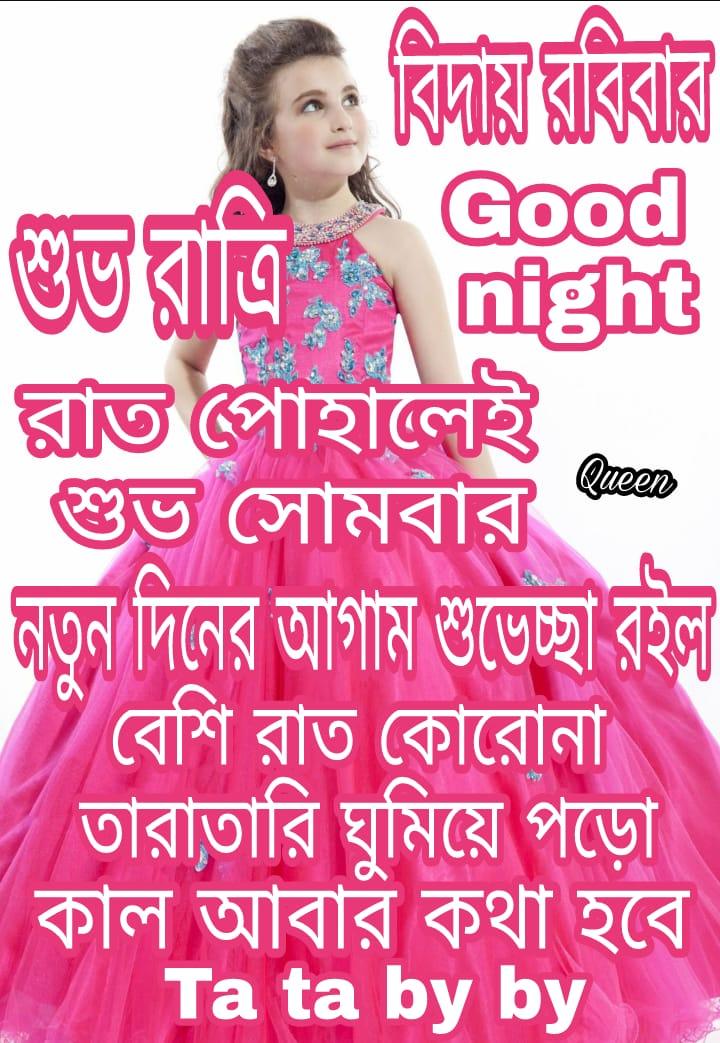 বিদায় রবিবার
Good
night
শুভ রাত্রি
রাত পোহালেই
শুভ সোমবার
Queen
নতুন দিনের আগাম শুভেচ্ছা রইল
বেশি রাত কোরোনা
তারাতারি ঘুমিয়ে পড়ো
কাল আবার কথা হবে
Ta ta by by